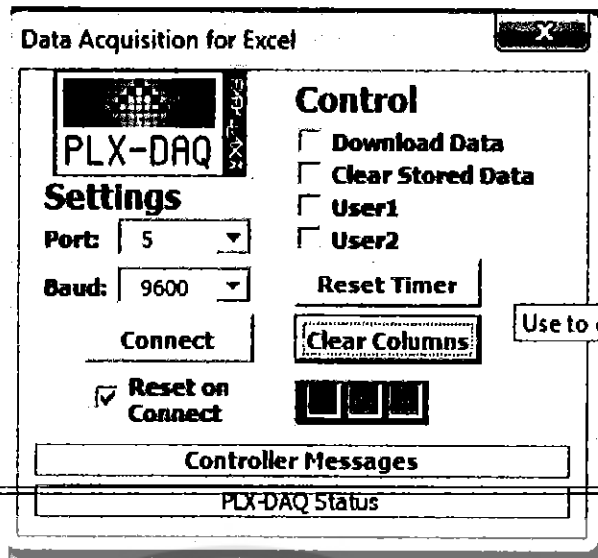 Data Acquisition for Excel
X
PLX-DAQ
Control
Download Data
Clear Stored Data
User1
User2
Settings
Port: 5
Baud: 9600
Reset Timer
Connect
Clear Columns
Use to
Reset on
Connect
Controller Messages
PLX-DAQ Status